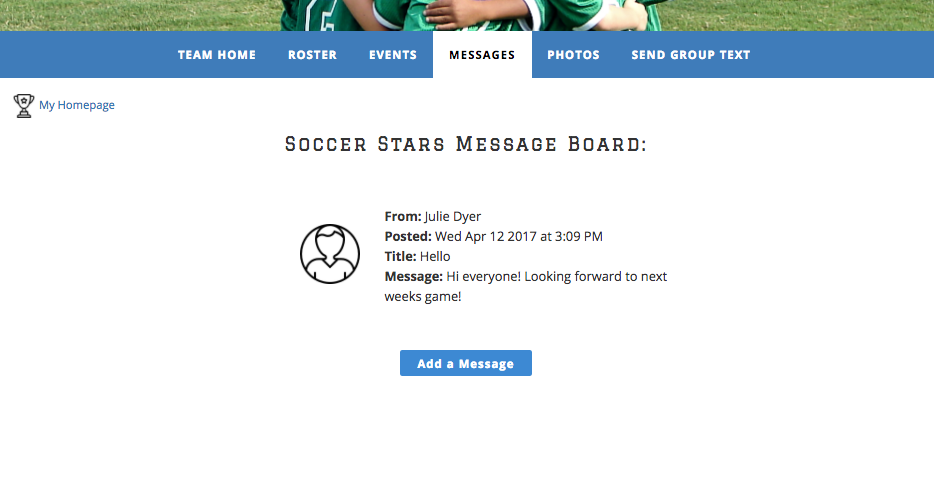 TEAM HOME ROSTER EVENTS MESSAGES PHOTOS SEND GROUP TEXT
My Homepage
Soccer Stars Message Board:
From: Julie Dyer
Posted: Wed Apr 12 2017 at 3:09 PM
Title: Hello
Message: Hi everyone! Looking forward to next
weeks game!
Add a Message